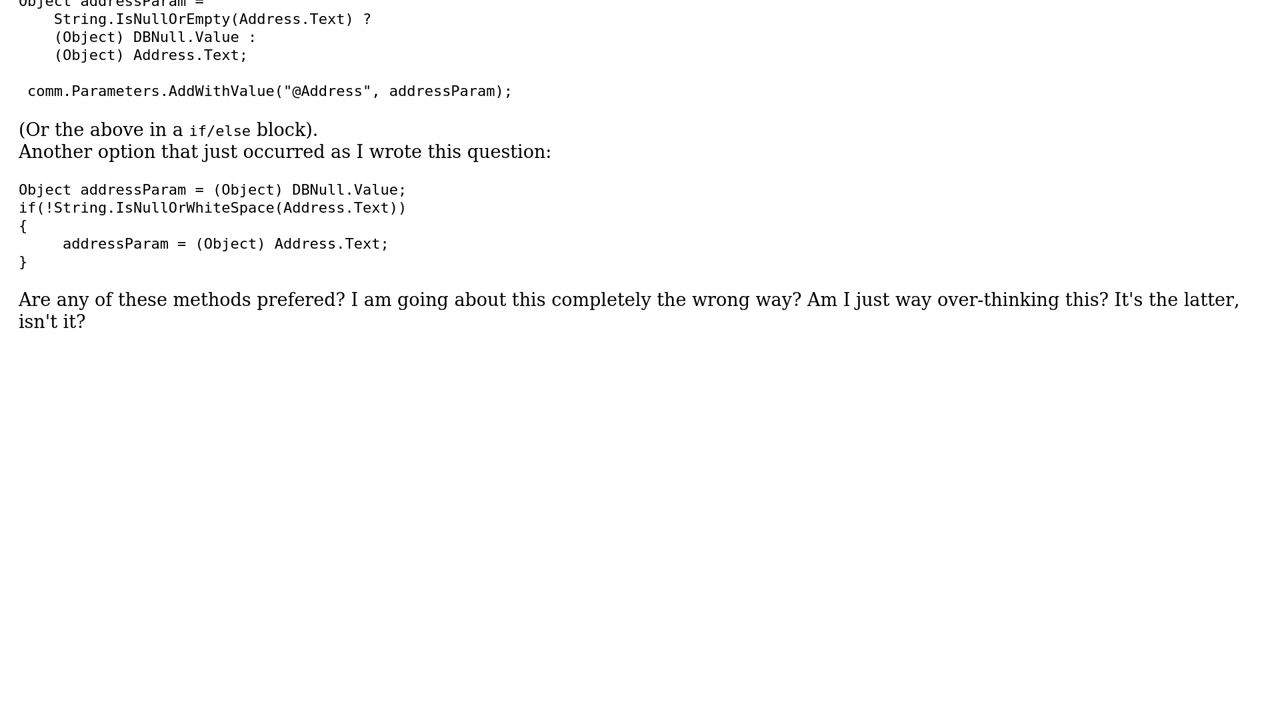 Object addressParam =
    String.IsNullOrEmpty(Address.Text) ?
    (Object) DBNull.Value :
    (Object) Address.Text;

 comm.Parameters.AddWithValue("@Address", addressParam);

(Or the above in a if/else block).
Another option that just occurred as I wrote this question:

Object addressParam = (Object) DBNull.Value;
if(!String.IsNullOrWhiteSpace(Address.Text))
{
     addressParam = (Object) Address.Text;
}

Are any of these methods prefered? I am going about this completely the wrong way? Am I just way over-thinking this? It's the latter,
isn't it?